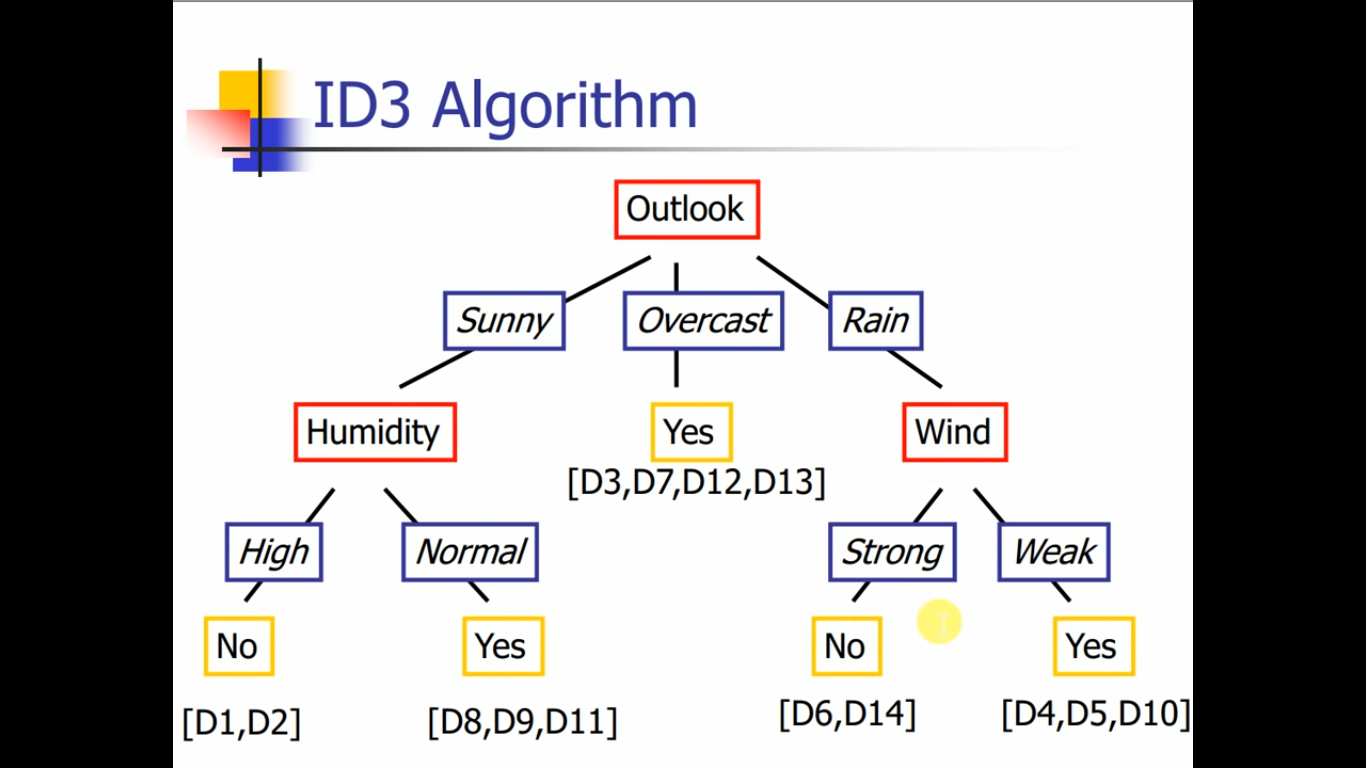 ID3 Algorithm
Outlook
Sunny Overcast Rain
Humidity Yes Wind
[D3,D7,D12,D13]
High Normal Strong Weak
No Yes No Yes
[D1,D2] [D8,D9,D11] [D6,D14] [D4,D5,D10]